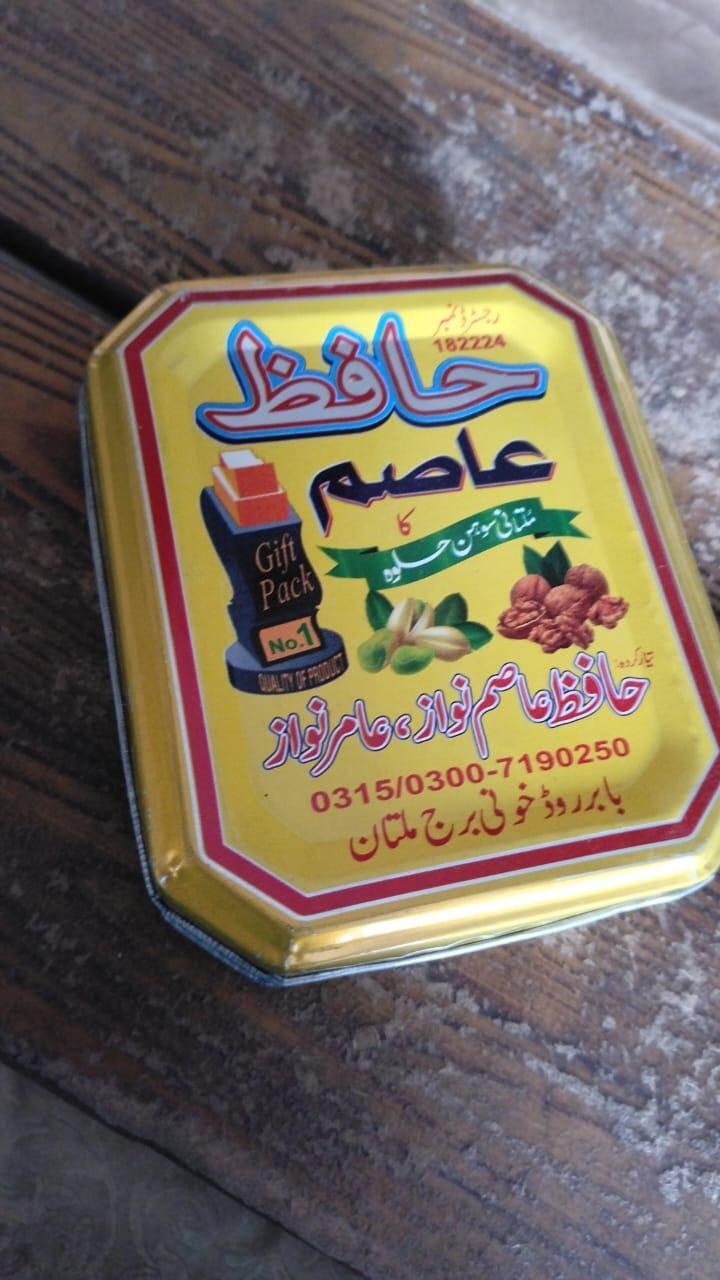 رجسٹرڈ نمبر
182224
حافظ
عاصم
کا
ملتانی سوہن حلوہ
Gift
Pack
No.1
QUALITY OF PRODUCT
تیار کردہ:
حافظ عاصم نواز، عامر نواز
0315/0300-7190250
بابر روڈ خونی برج ملتان